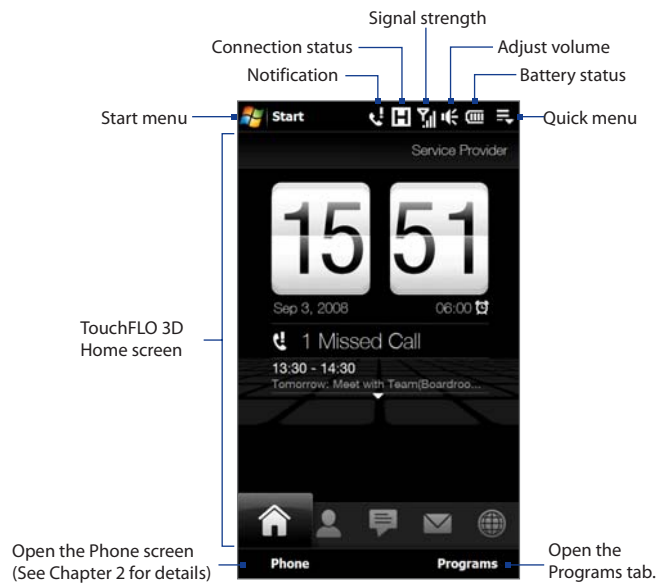 Signal strength
Connection status
Adjust volume
Notification
Battery status
Start menu
Start
H
Quick menu
Service Provider
15 51
Sep 3, 2008
06:00
1 Missed Call
TouchFLO 3D
Home screen
13:30 - 14:30
Tomorrow: Meet with Team(Boardroo...
Open the Phone screen
(See Chapter 2 for details)
Phone
Programs
Open the
Programs tab.